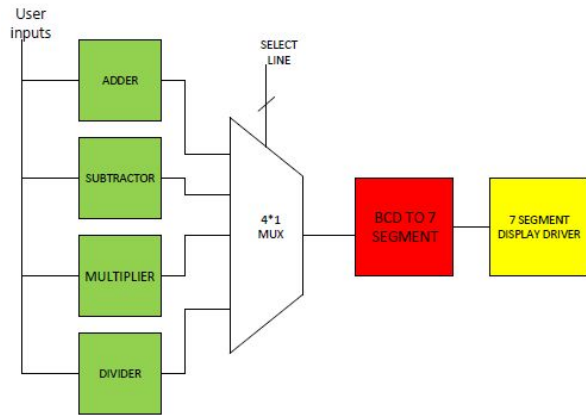 User
inputs
ADDER
SUBTRACTOR
MULTIPLIER
DIVIDER
SELECT
LINE
4*1
MUX
BCD TO 7
SEGMENT
7 SEGMENT
DISPLAY DRIVER